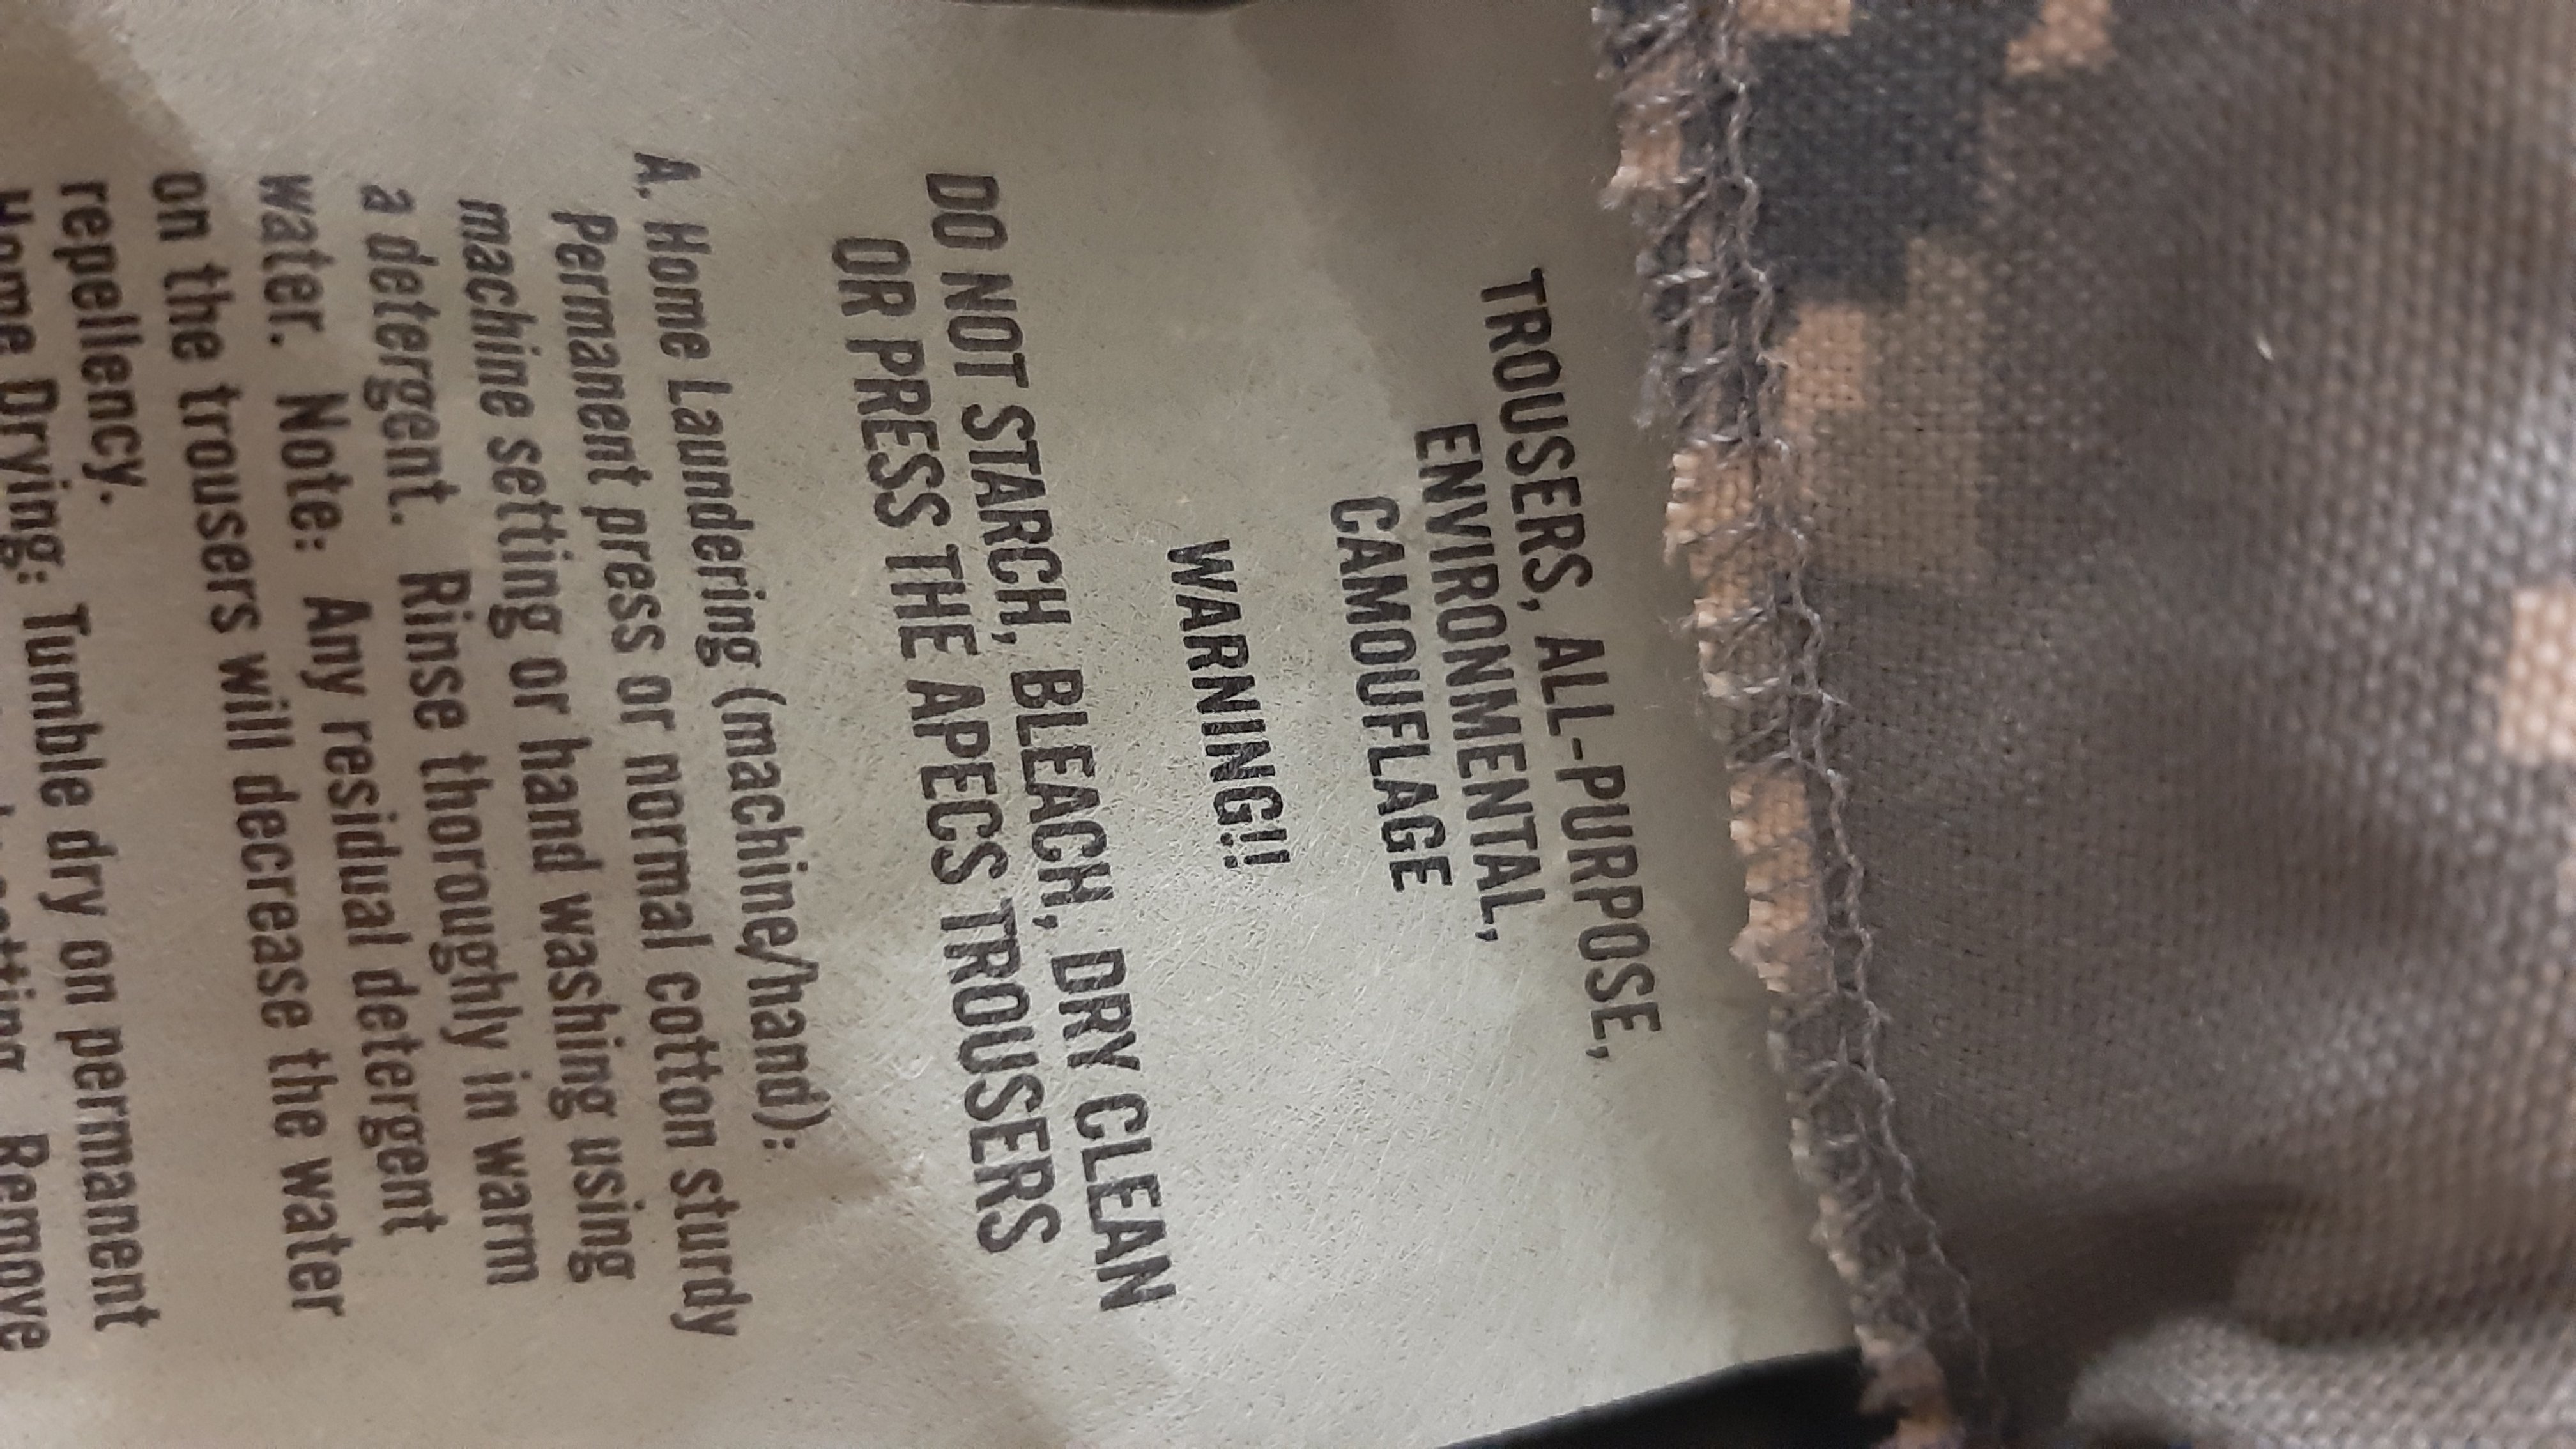 TROUSERS, ALL-PURPOSE,
ENVIRONMENTAL,
CAMOUFLAGE
WARNING!!
DO NOT STARCH, BLEACH, DRY CLEAN
OR PRESS THE APECS TROUSERS
A. Home Laundering (machine/hand):
Permanent press or normal cotton sturdy
machine setting or hand washing using
a detergent. Rinse thoroughly in warm
water. Note: Any residual detergent
on the trousers will decrease the water
repellency.
Home Drying: Tumble dry on permanent
Remove